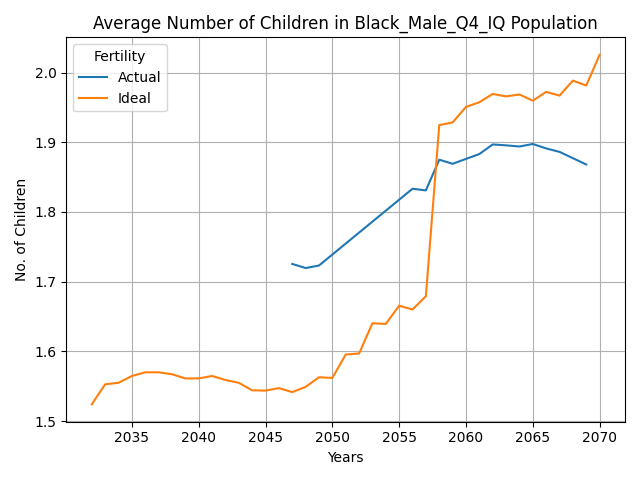 Average Number of Children in Black_Male_Q4_IQ Population
Fertility
Actual
Ideal
No. of Children
2.0
1.9
1.8
1.7
1.6
1.5
2035 2040 2045 2050 2055 2060 2065 2070
Years